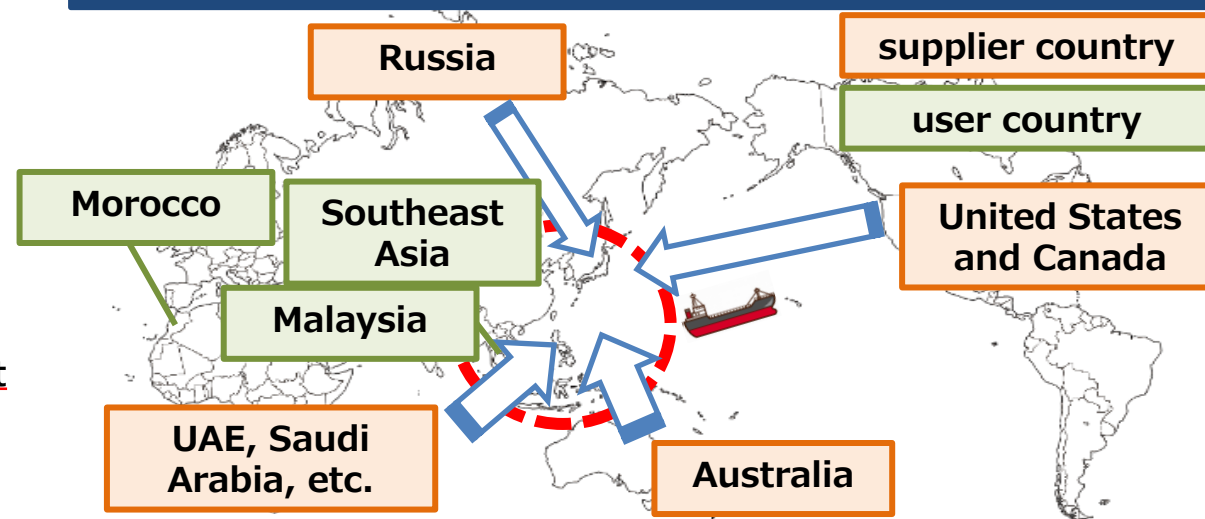 Russia
supplier country
user country
Morocco
Southeast
Asia
United States
and Canada
Malaysia
t
UAE, Saudi
Arabia, etc.
Australia